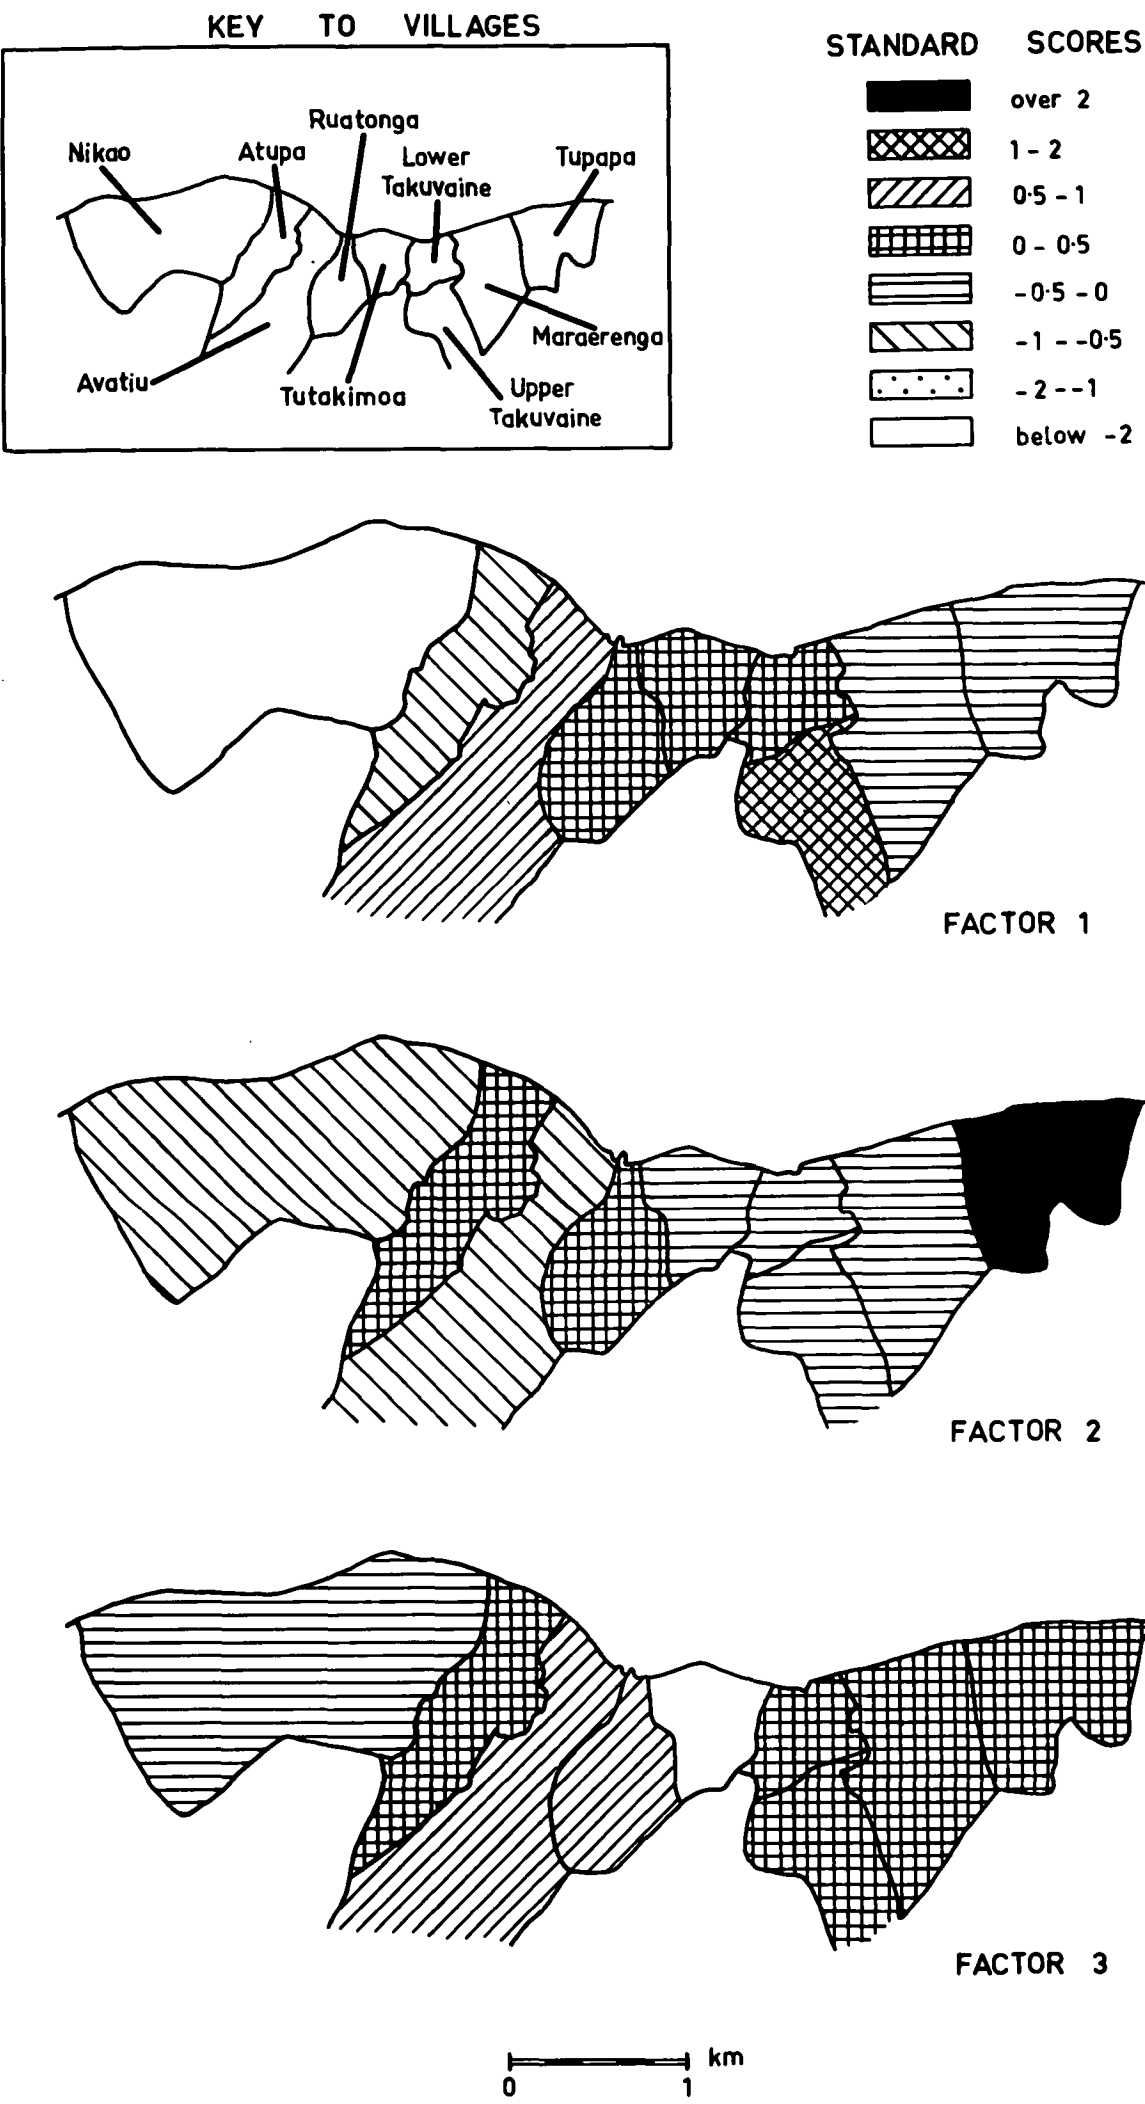 KEY TO VILLAGES
Nikao
Atupa
Ruatonga
Lower
Takuvaine
Tupapa
Avatiu
Tutakimoa
Upper
Takuvaine
Maraerenga
STANDARD SCORES
over 2
1 - 2
0·5 - 1
0 - 0·5
-0·5 - 0
-1 - -0·5
-2 - -1
below -2
FACTOR 1
FACTOR 2
FACTOR 3
km
0 1